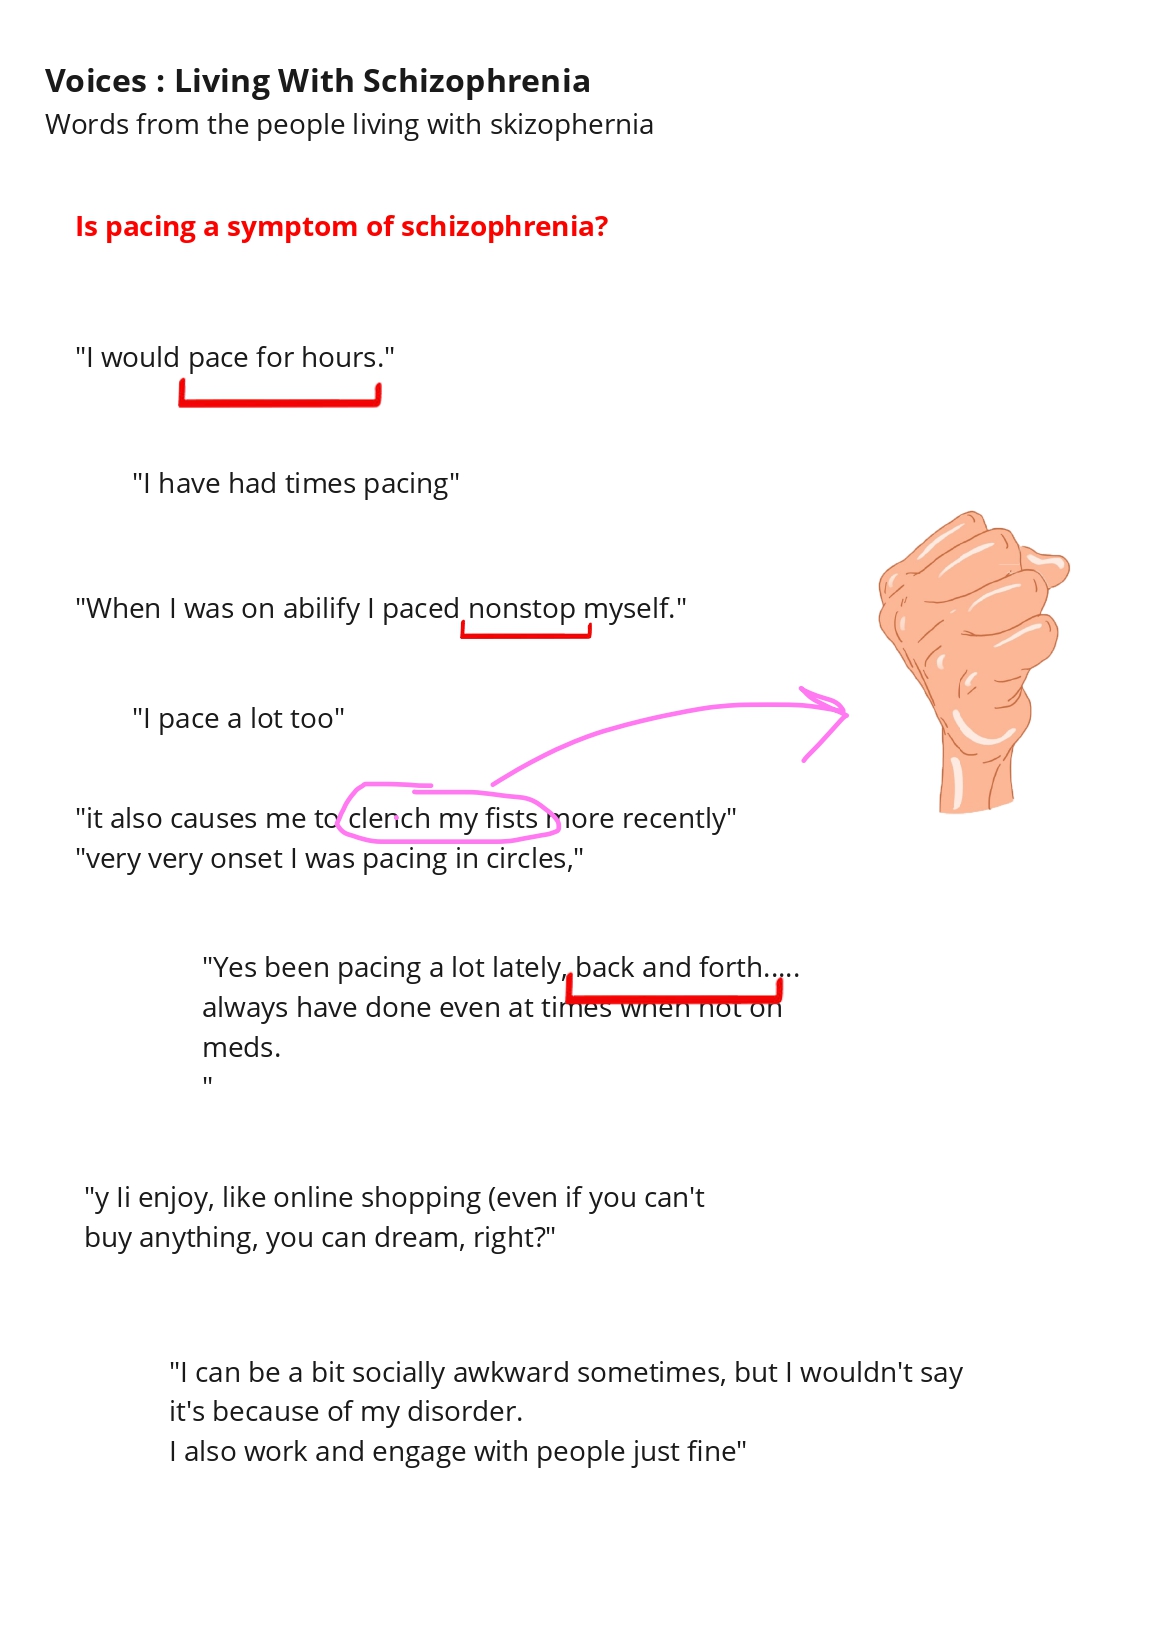 Voices : Living With Schizophrenia
Words from the people living with skizophernia
Is pacing a symptom of schizophrenia?
"I would pace for hours."
"I have had times pacing"
"When I was on abilify I paced nonstop myself."
"I pace a lot too"
"it also causes me to clench my fists more recently"
"very very onset I was pacing in circles,"
"Yes been pacing a lot lately, back and forth.....
always have done even at times when not on
meds.
"
"y Ii enjoy, like online shopping (even if you can't
buy anything, you can dream, right?"
"I can be a bit socially awkward sometimes, but I wouldn't say
it's because of my disorder.
I also work and engage with people just fine"